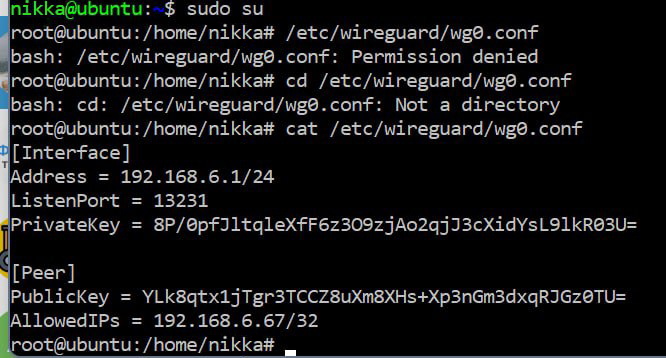 nikka@ubuntu:~$ sudo su
root@ubuntu:/home/nikka# /etc/wireguard/wg0.conf
bash: /etc/wireguard/wg0.conf: Permission denied
root@ubuntu:/home/nikka# cd /etc/wireguard/wg0.conf
bash: cd: /etc/wireguard/wg0.conf: Not a directory
root@ubuntu:/home/nikka# cat /etc/wireguard/wg0.conf
[Interface]
Address = 192.168.6.1/24
ListenPort = 13231
PrivateKey = 8P/0pfJltqleXfF6z3O9zjAo2qjJ3cXidYsL9lkR03U=
[Peer]
PublicKey = YLk8qtx1jTgr3TCCZ8uXm8XHs+Xp3nGm3dxqRJGz0TU=
AllowedIPs = 192.168.6.67/32
root@ubuntu:/home/nikka#